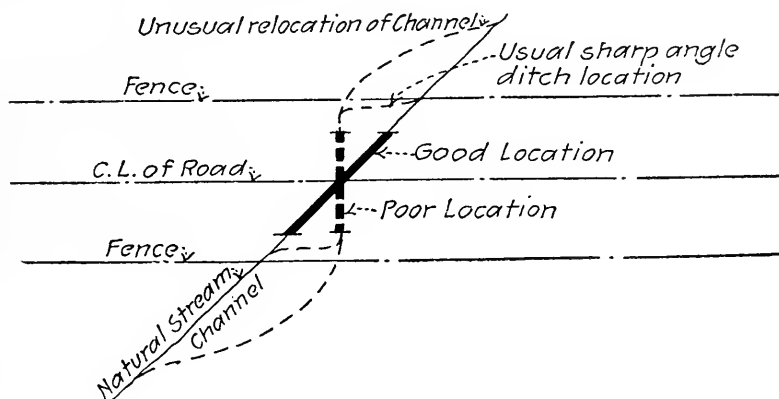 Unusual relocation of Channel
Usual sharp angle
ditch location
Fence
Good Location
C.L. of Road
Poor Location
Fence
Natural Stream
Channel